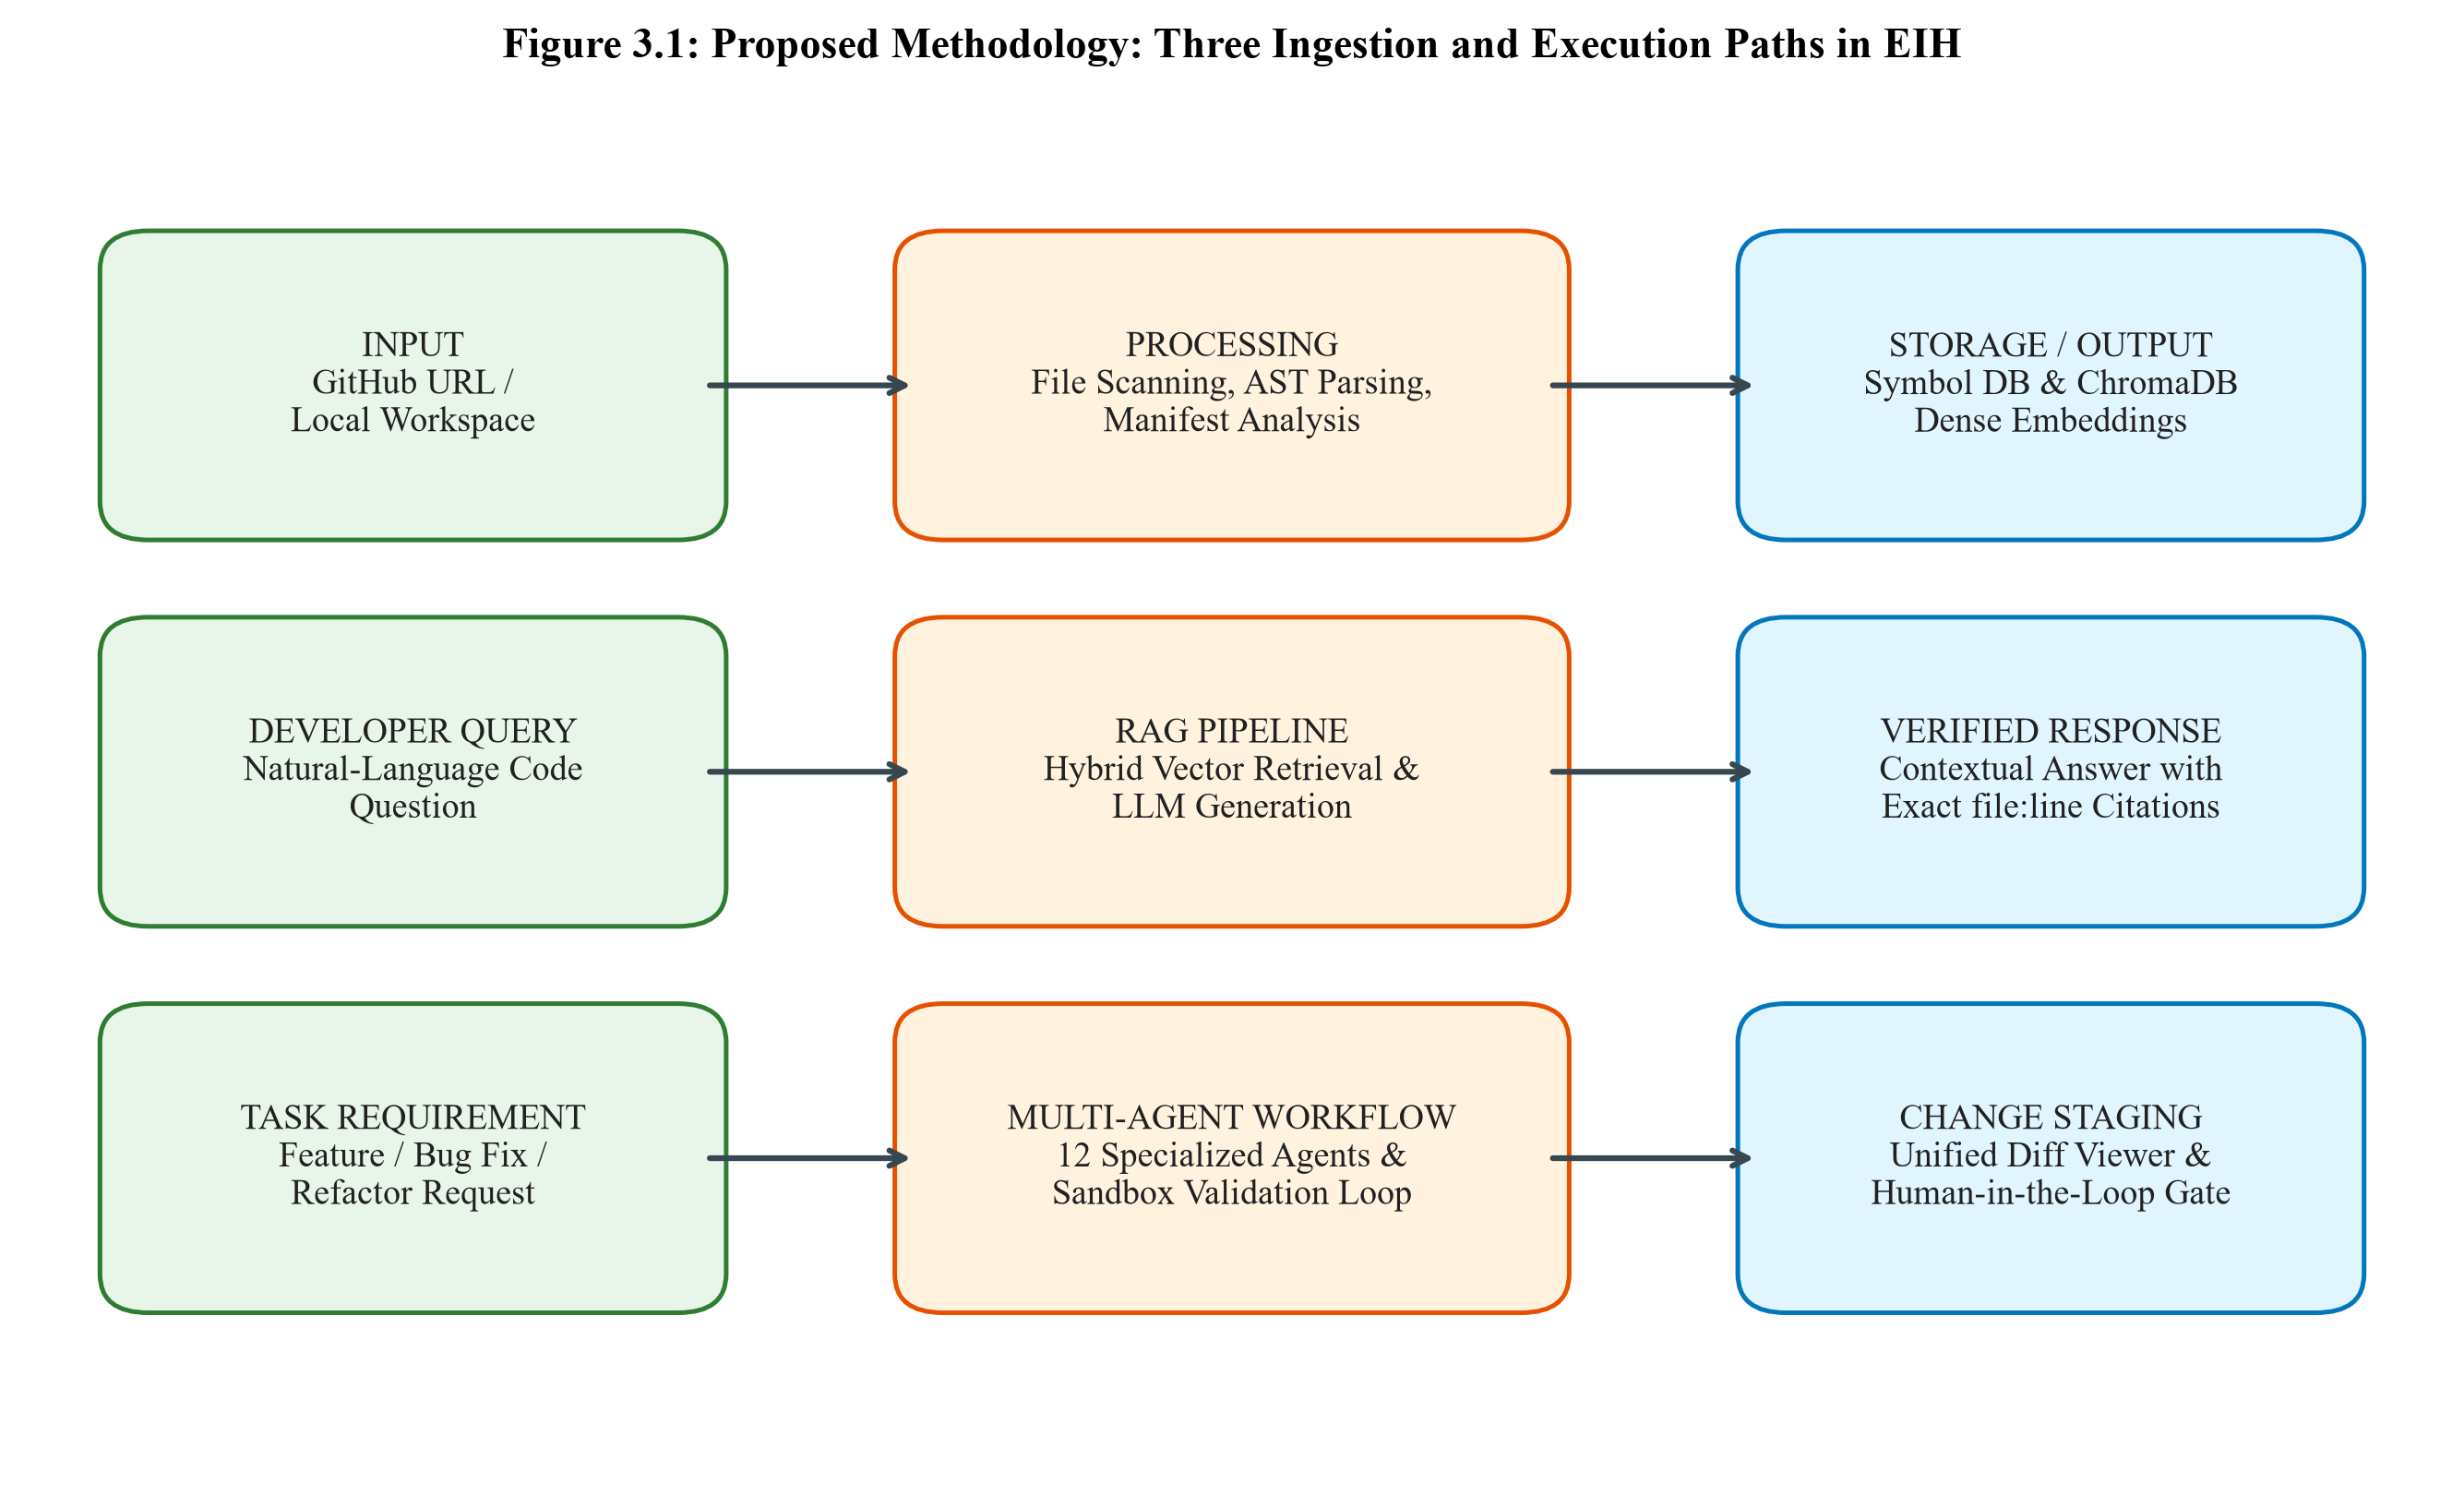 Figure 3.1: Proposed Methodology: Three Ingestion and Execution Paths in EIH
INPUT
GitHub URL /
Local Workspace
PROCESSING
File Scanning, AST Parsing,
Manifest Analysis
STORAGE / OUTPUT
Symbol DB & ChromaDB
Dense Embeddings
DEVELOPER QUERY
Natural-Language Code
Question
RAG PIPELINE
Hybrid Vector Retrieval &
LLM Generation
VERIFIED RESPONSE
Contextual Answer with
Exact file:line Citations
TASK REQUIREMENT
Feature / Bug Fix /
Refactor Request
MULTI-AGENT WORKFLOW
12 Specialized Agents &
Sandbox Validation Loop
CHANGE STAGING
Unified Diff Viewer &
Human-in-the-Loop Gate